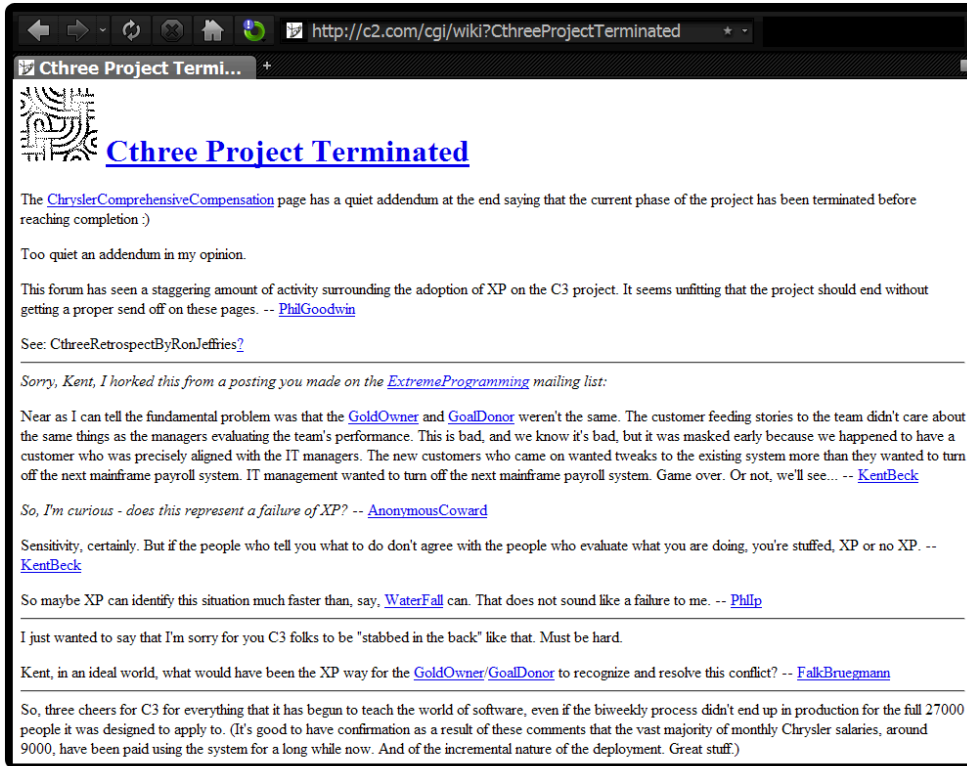 http://c2.com/cgi/wiki?CthreeProjectTerminated
Cthree Project Termi...
Cthree Project Terminated
The ChryslerComprehensiveCompensation page has a quiet addendum at the end saying that the current phase of the project has been terminated before
reaching completion :)
Too quiet an addendum in my opinion.
This forum has seen a staggering amount of activity surrounding the adoption of XP on the C3 project. It seems unfitting that the project should end without
getting a proper send off on these pages. -- PhilGoodwin
See: CthreeRetrospectByRonJeffries?
Sorry, Kent, I horked this from a posting you made on the ExtremeProgramming mailing list:
Near as I can tell the fundamental problem was that the GoldOwner and GoalDonor weren't the same. The customer feeding stories to the team didn't care about
the same things as the managers evaluating the team's performance. This is bad, and we know it's bad, but it was masked early because we happened to have a
customer who was precisely aligned with the IT managers. The new customers who came on wanted tweaks to the existing system more than they wanted to turn
off the next mainframe payroll system. IT management wanted to turn off the next mainframe payroll system. Game over. Or not, we'll see... -- KentBeck
So, I'm curious - does this represent a failure of XP? -- AnonymousCoward
Sensitivity, certainly. But if the people who tell you what to do don't agree with the people who evaluate what you are doing, you're stuffed, XP or no XP. --
KentBeck
So maybe XP can identify this situation much faster than, say, WaterFall can. That does not sound like a failure to me. -- PhlIp
I just wanted to say that I'm sorry for you C3 folks to be "stabbed in the back" like that. Must be hard.
Kent, in an ideal world, what would have been the XP way for the GoldOwner/GoalDonor to recognize and resolve this conflict? -- FalkBruegmann
So, three cheers for C3 for everything that it has begun to teach the world of software, even if the biweekly process didn't end up in production for the full 27000
people it was designed to apply to. (It's good to have confirmation as a result of these comments that the vast majority of monthly Chrysler salaries, around
9000, have been paid using the system for a long while now. And of the incremental nature of the deployment. Great stuff.)